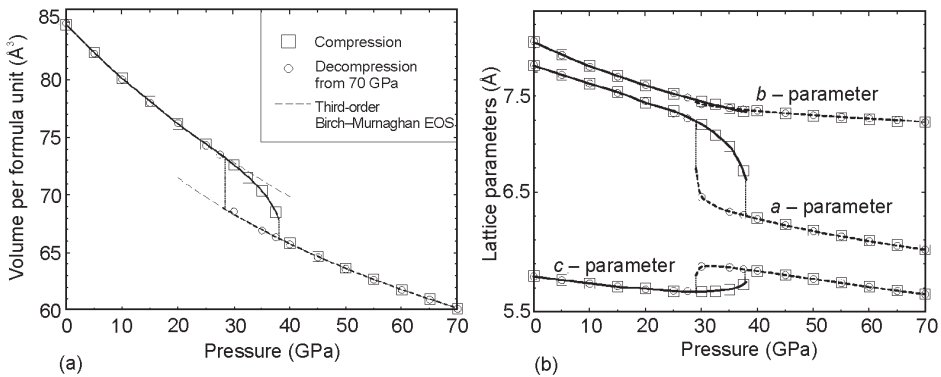 Volume per formula unit (Å³)
85
80
75
70
65
60
0
10
20
30
40
50
60
70
Pressure (GPa)
(a)
Compression
Decompression
from 70 GPa
Third-order
Birch–Murnaghan EOS
Lattice parameters (Å)
7.5
6.5
5.5
b – parameter
a – parameter
c – parameter
0
10
20
30
40
50
60
70
Pressure (GPa)
(b)